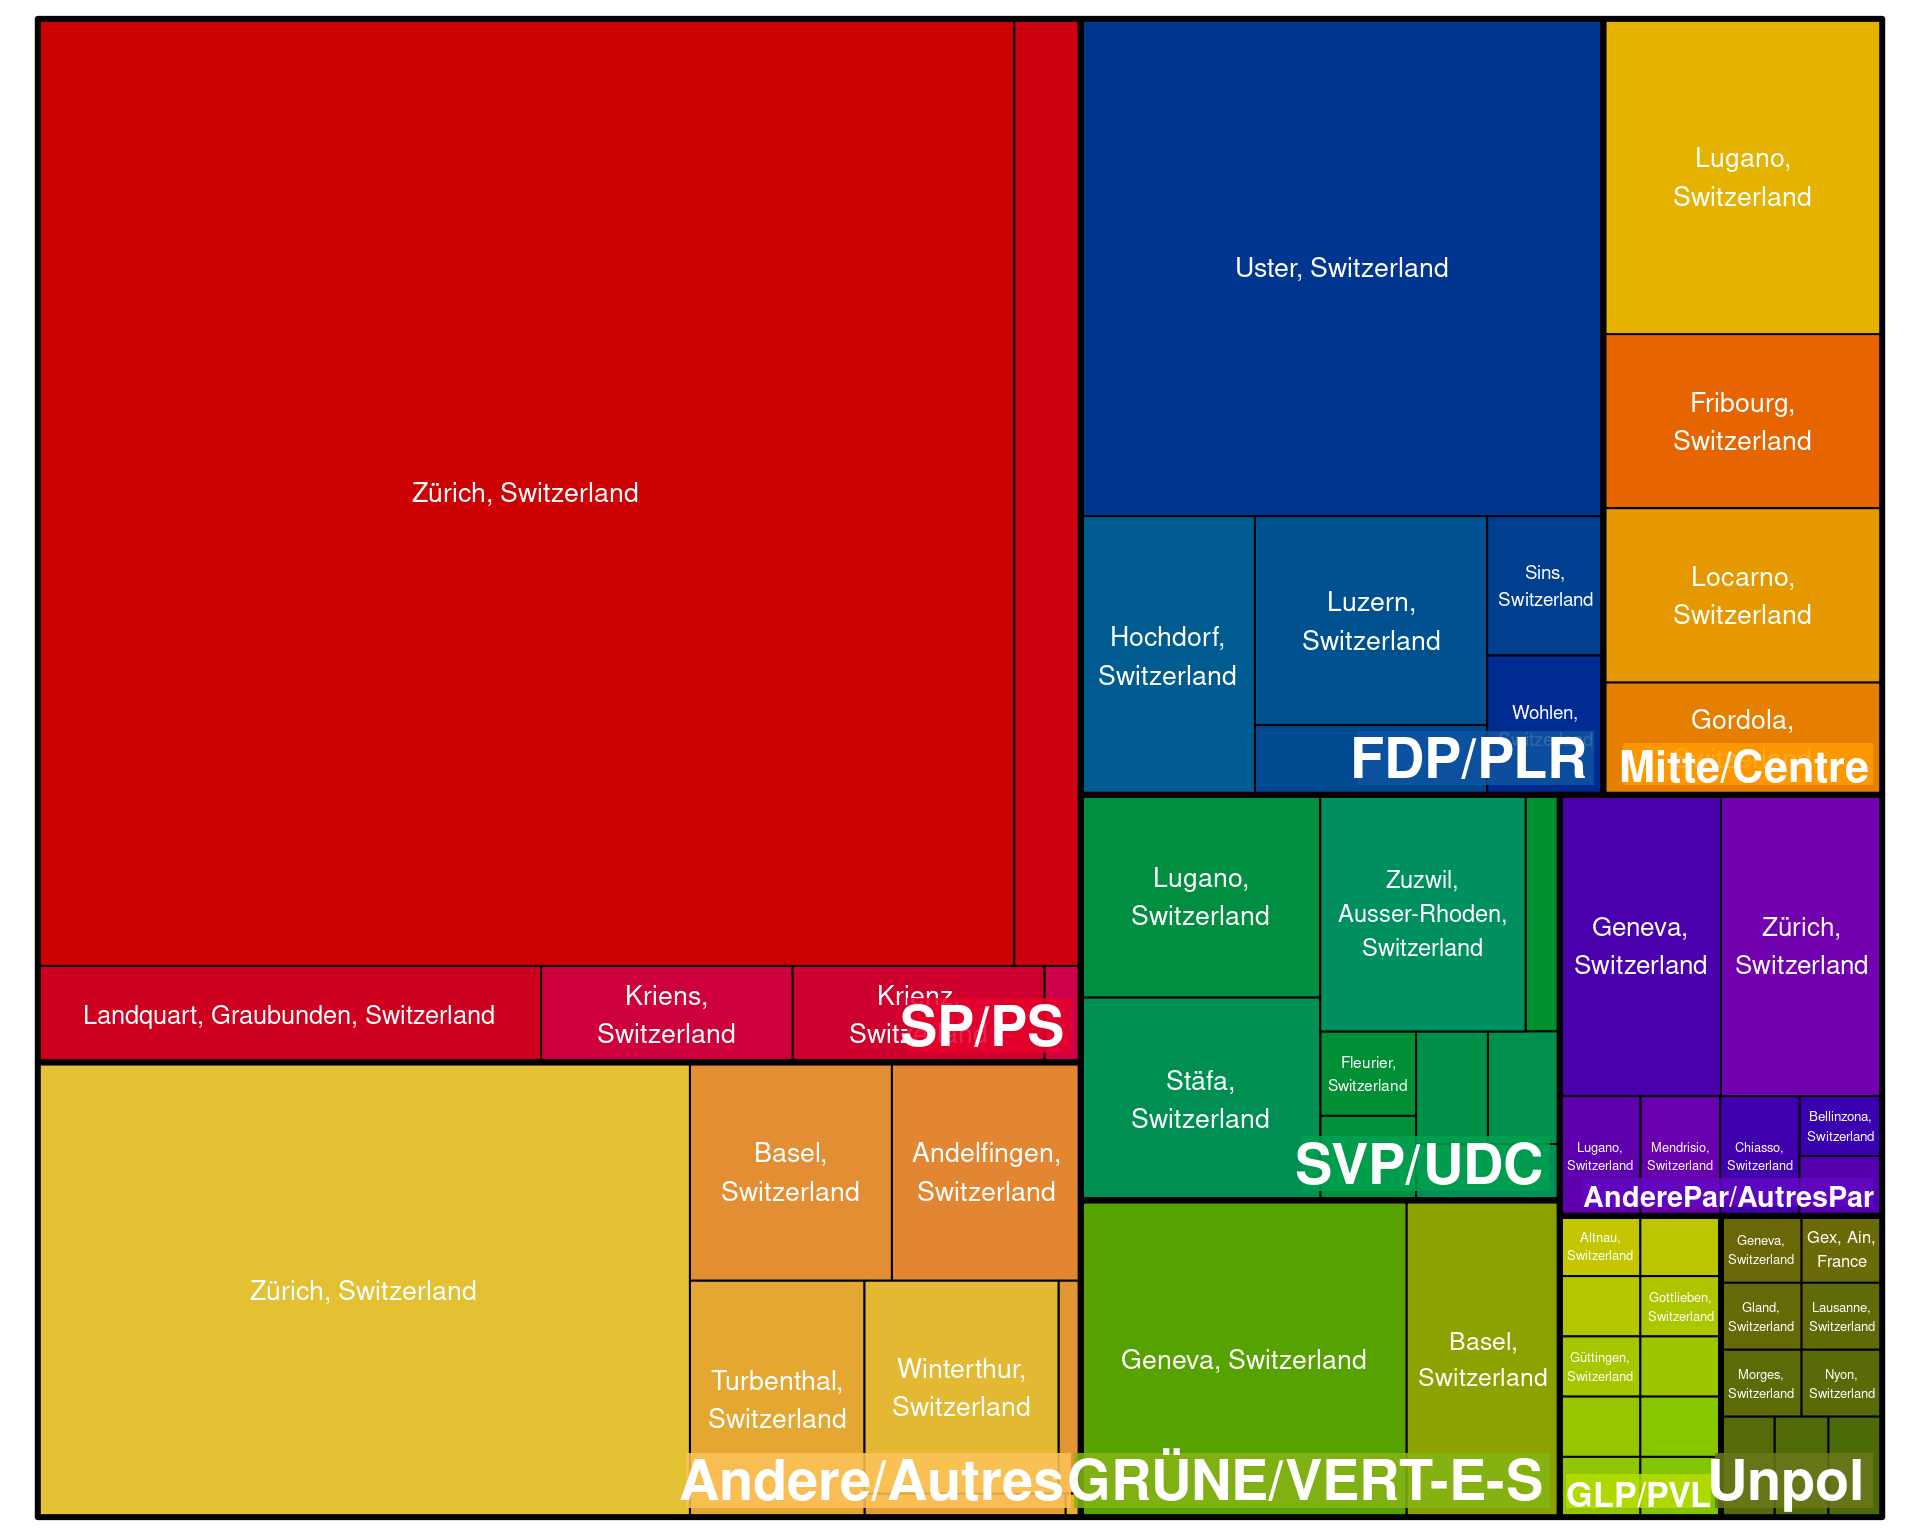 Zürich, Switzerland
Landquart, Graubunden, Switzerland
Kriens,
Switzerland
Krienz,
Switzerland
SP/PS
Uster, Switzerland
Hochdorf,
Switzerland
Luzern,
Switzerland
Sins,
Switzerland
Wohlen,
Switzerland
FDP/PLR
Lugano,
Switzerland
Fribourg,
Switzerland
Locarno,
Switzerland
Gordola,
Switzerland
Mitte/Centre
Zürich, Switzerland
Basel,
Switzerland
Andelfingen,
Switzerland
Turbenthal,
Switzerland
Winterthur,
Switzerland
Andere/Autres
Lugano,
Switzerland
Zuzwil,
Ausser-Rhoden,
Switzerland
Stäfa,
Switzerland
Fleurier,
Switzerland
SVP/UDC
Geneva,
Switzerland
Zürich,
Switzerland
Lugano,
Switzerland
Mendrisio,
Switzerland
Chiasso,
Switzerland
Bellinzona,
Switzerland
AnderePar/AutresPar
Geneva, Switzerland
Basel,
Switzerland
GRÜNE/VERT-E-S
Altnau,
Switzerland
Gottlieben,
Switzerland
Güttingen,
Switzerland
GLP/PVL
Geneva,
Switzerland
Gex, Ain,
France
Gland,
Switzerland
Lausanne,
Switzerland
Morges,
Switzerland
Nyon,
Switzerland
Unpol